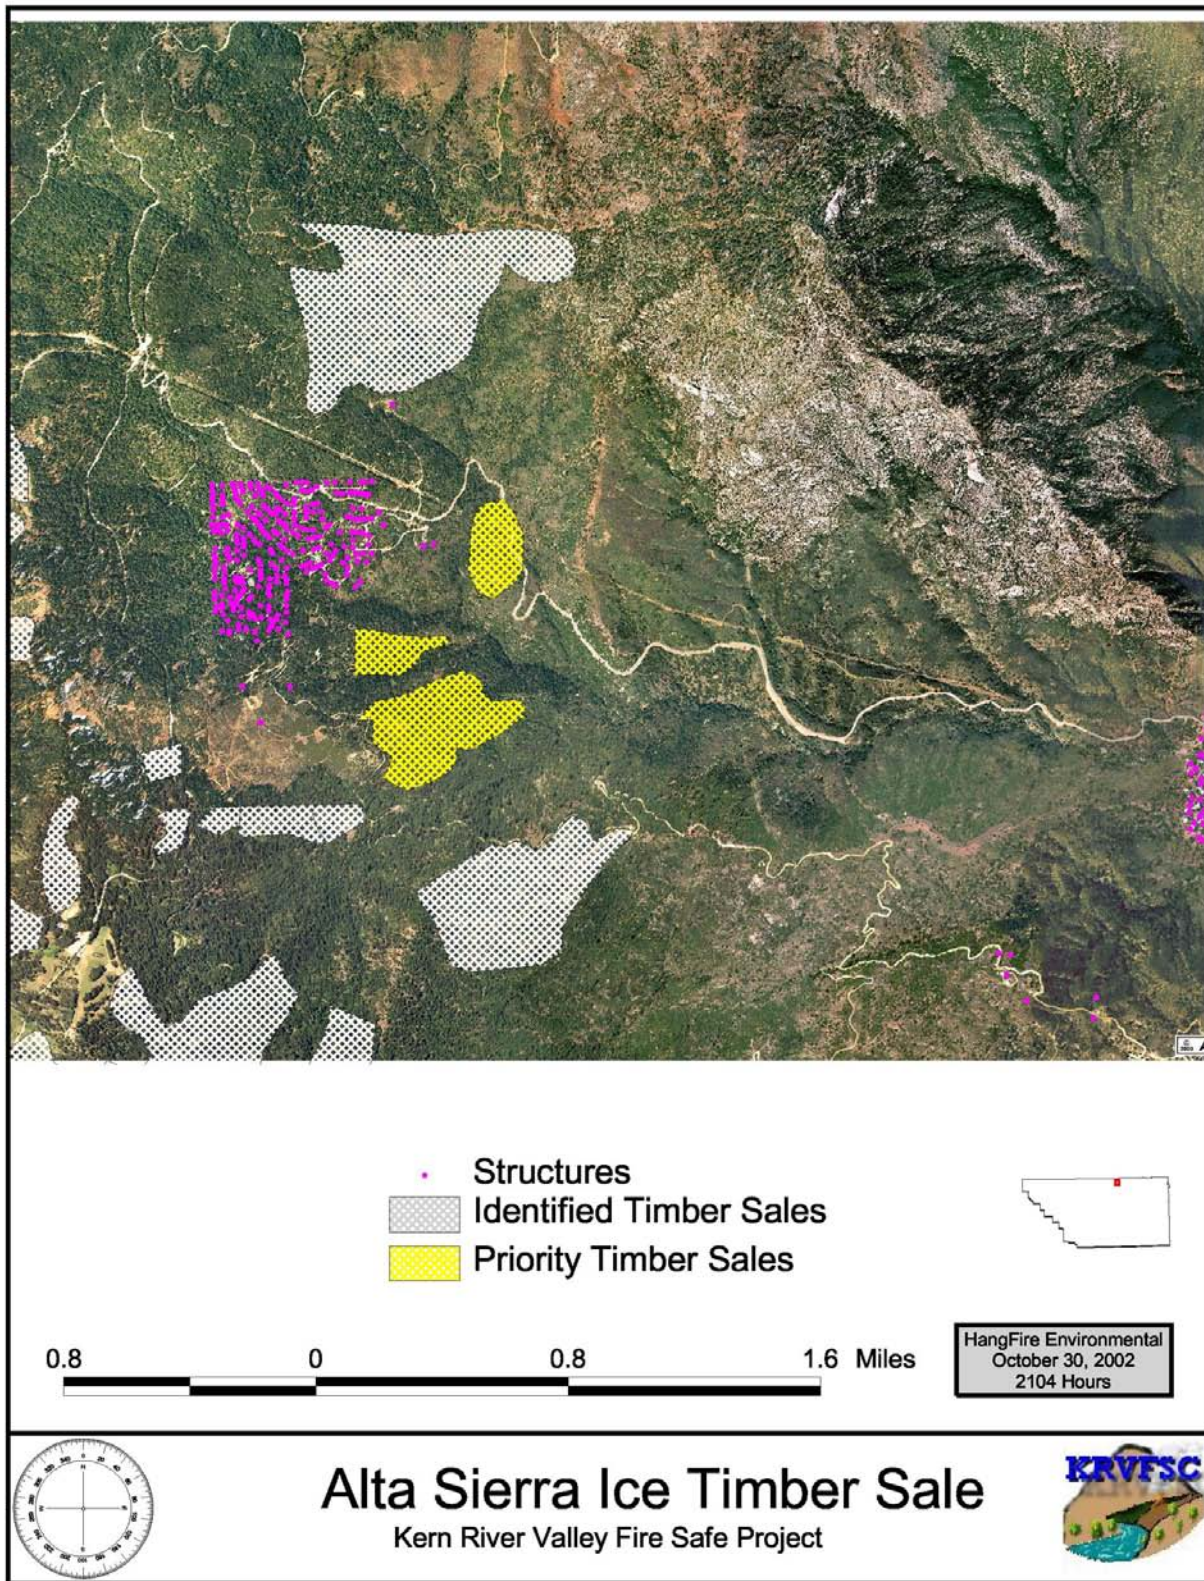 Structures
Identified Timber Sales
Priority Timber Sales
0.8 0 0.8 1.6 Miles
HangFire Environmental
October 30, 2002
2104 Hours
Alta Sierra Ice Timber Sale
Kern River Valley Fire Safe Project
KRVFSC